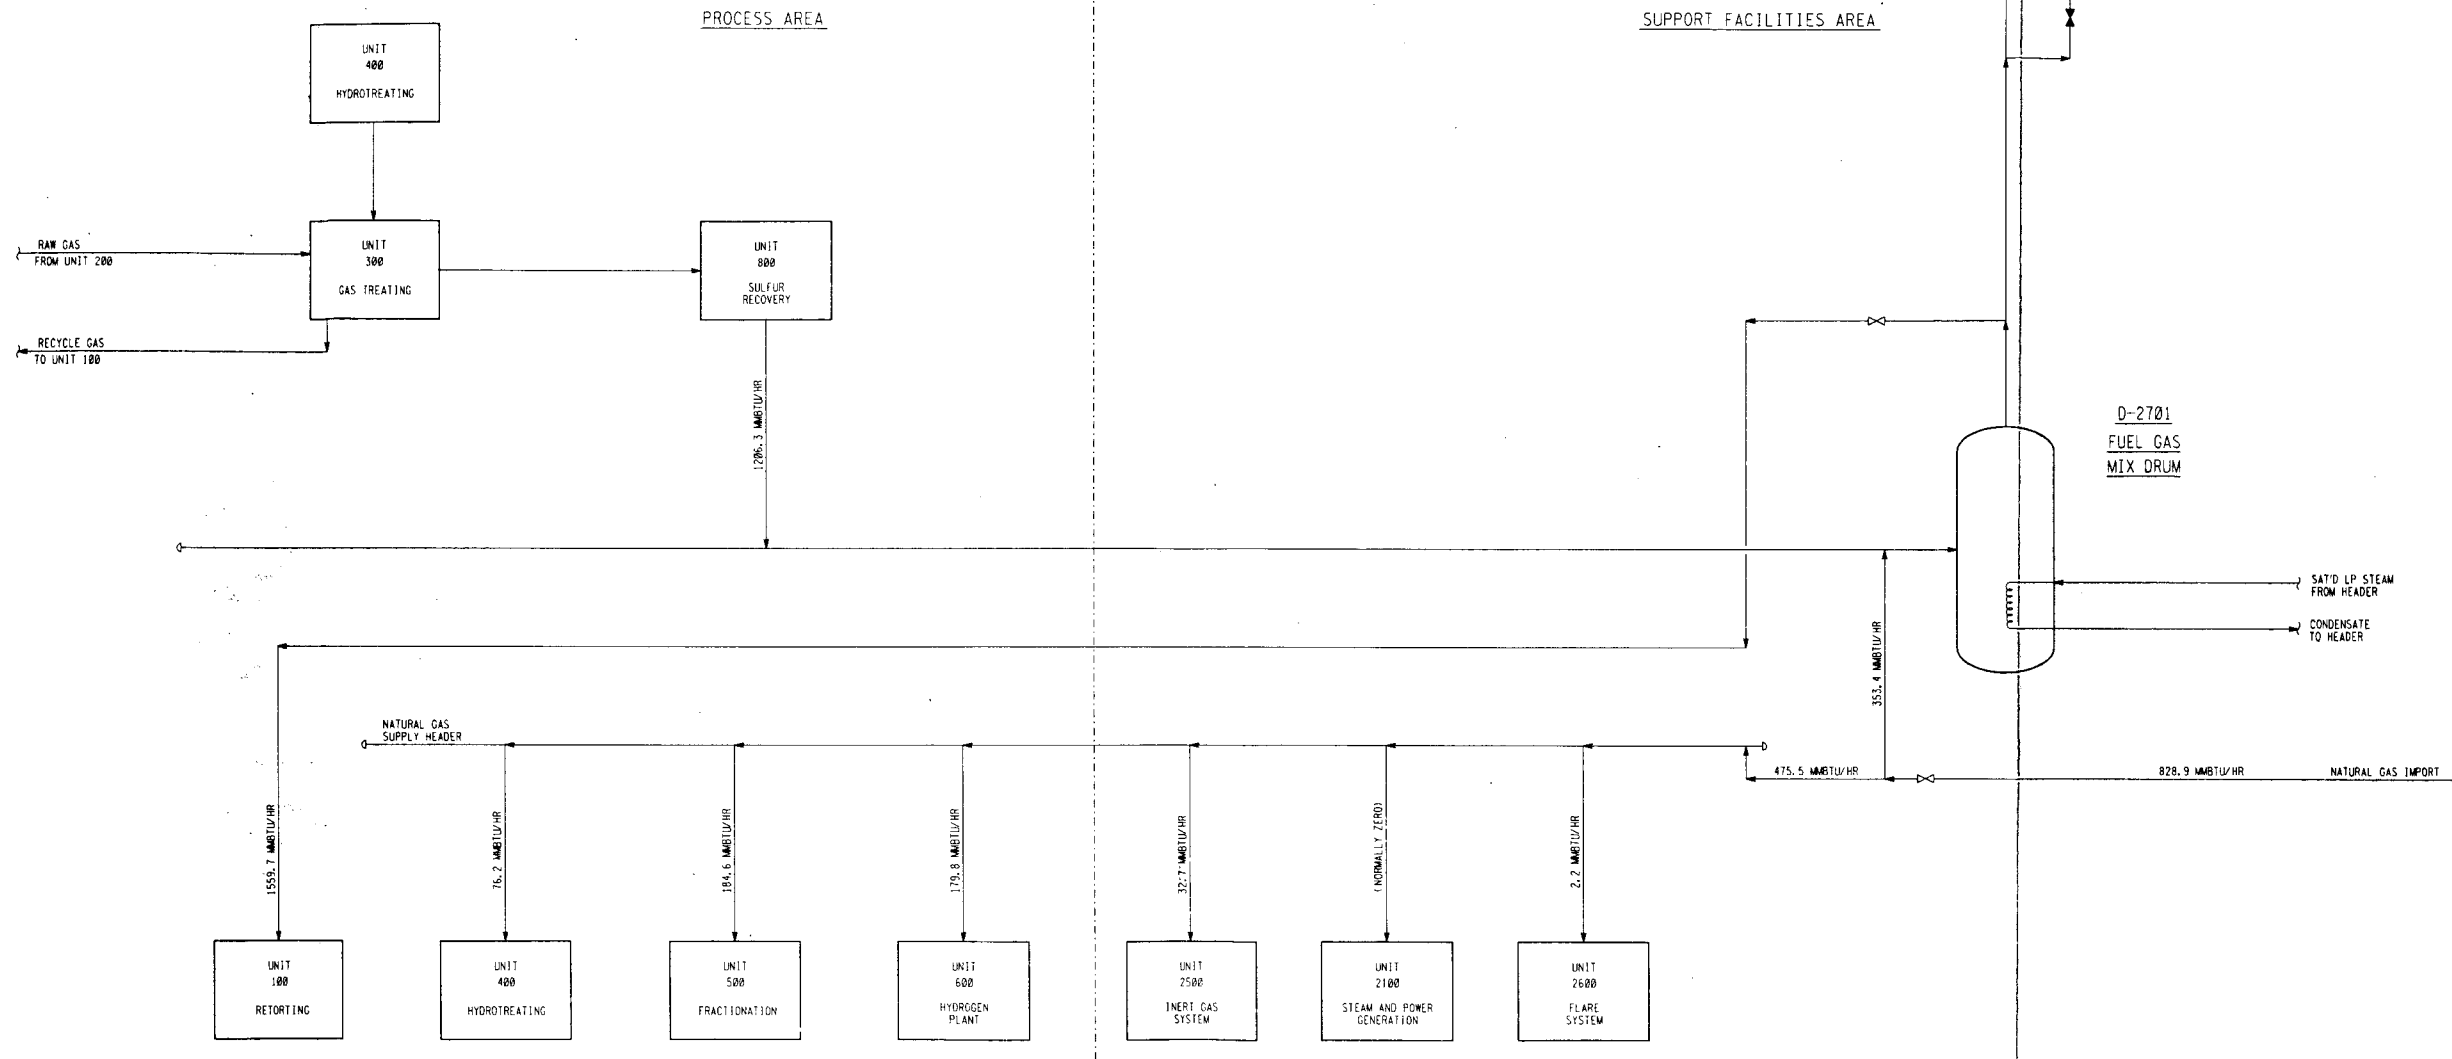 PROCESS AREA
SUPPORT FACILITIES AREA
UNIT
400
HYDROTREATING
RAW GAS
FROM UNIT 200
UNIT
300
GAS TREATING
UNIT
800
SULFUR
RECOVERY
RECYCLE GAS
TO UNIT 100
1206.3 MMBTU/HR
D-2701
FUEL GAS
MIX DRUM
SAT'D LP STEAM
FROM HEADER
CONDENSATE
TO HEADER
353.4 MMBTU/HR
NATURAL GAS
SUPPLY HEADER
475.5 MMBTU/HR
828.9 MMBTU/HR
NATURAL GAS IMPORT
1559.7 MMBTU/HR
76.2 MMBTU/HR
184.6 MMBTU/HR
179.8 MMBTU/HR
32.7 MMBTU/HR
(NORMALLY ZERO)
2.2 MMBTU/HR
UNIT
100
RETORTING
UNIT
400
HYDROTREATING
UNIT
500
FRACTIONATION
UNIT
600
HYDROGEN
PLANT
UNIT
2500
INERT GAS
SYSTEM
UNIT
2100
STEAM AND POWER
GENERATION
UNIT
2600
FLARE
SYSTEM